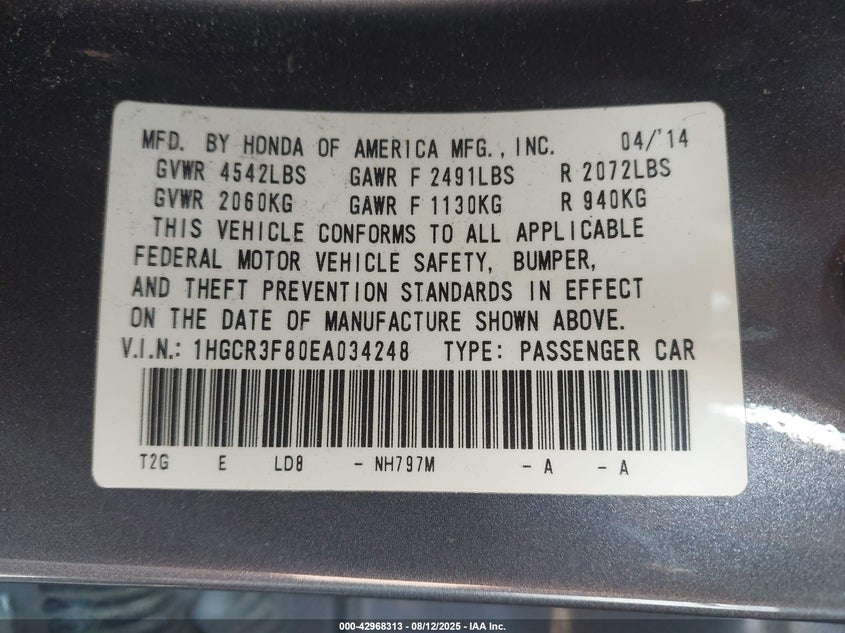 MFD. BY HONDA OF AMERICA MFG., INC. 04/'14
GVWR 4542LBS GAWR F 2491LBS R 2072LBS
GVWR 2060KG GAWR F 1130KG R 940KG
THIS VEHICLE CONFORMS TO ALL APPLICABLE
FEDERAL MOTOR VEHICLE SAFETY, BUMPER,
AND THEFT PREVENTION STANDARDS IN EFFECT
ON THE DATE OF MANUFACTURE SHOWN ABOVE.
V.I.N.: 1HGCR3F80EA034248 TYPE: PASSENGER CAR
T2G E LD8 - NH797M - A - A
000-42968313 - 08/12/2025 - IAA Inc.